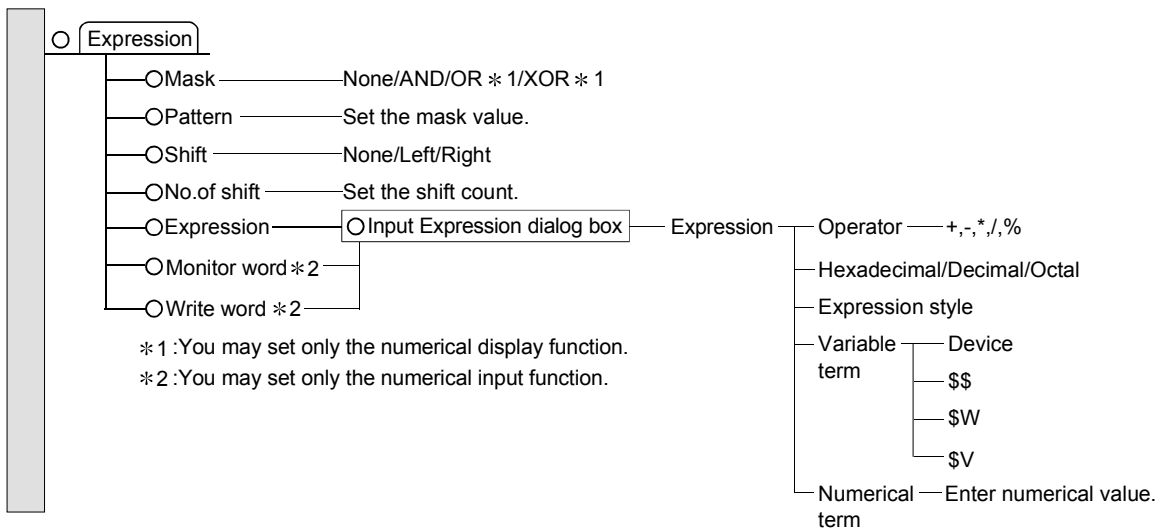 Expression
Mask None/AND/OR *1/XOR *1
Pattern Set the mask value.
Shift None/Left/Right
No.of shift Set the shift count.
Expression Input Expression dialog box Expression Operator +,-,*,/,%
Monitor word *2 Hexadecimal/Decimal/Octal
Write word *2 Expression style
*1 :You may set only the numerical display function. Variable term Device
*2 :You may set only the numerical input function. $$
$W
$V
Numerical term Enter numerical value.